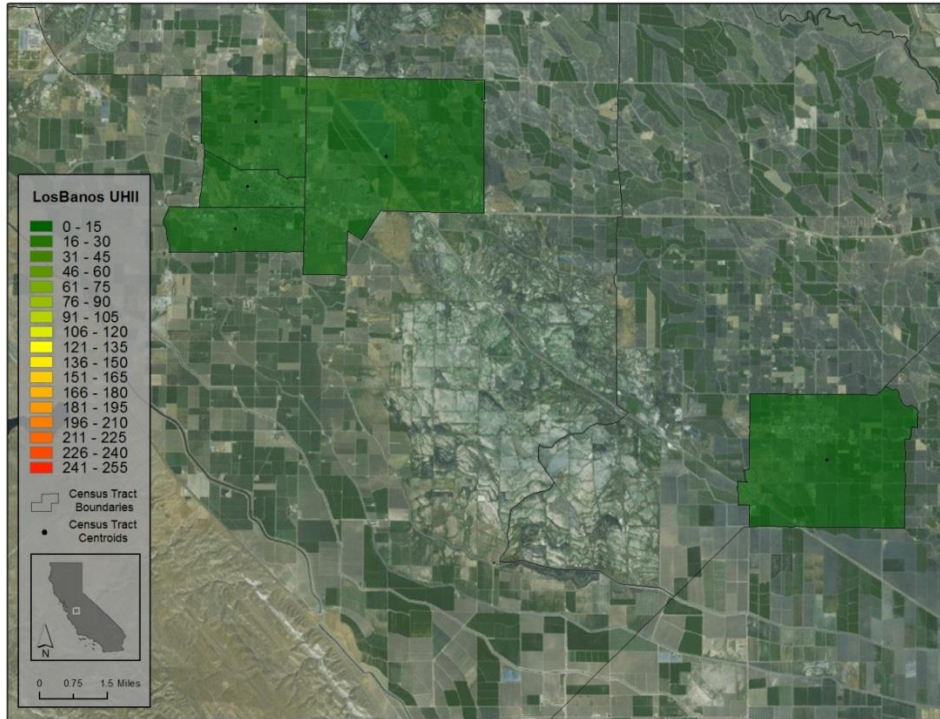 LosBanos UHII
0 - 15
16 - 30
31 - 45
46 - 60
61 - 75
76 - 90
91 - 105
106 - 120
121 - 135
136 - 150
151 - 165
166 - 180
181 - 195
196 - 210
211 - 225
226 - 240
241 - 255
Census Tract
Boundaries
Census Tract
Centroids
N
0 0.75 1.5 Miles